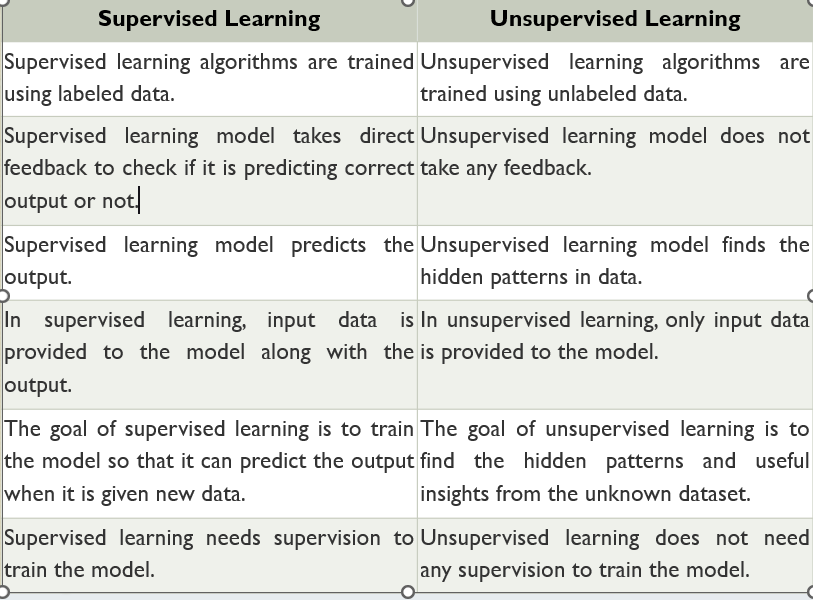 Supervised Learning
Unsupervised Learning
Supervised learning algorithms are trained
using labeled data.
Unsupervised learning algorithms are
trained using unlabeled data.
Supervised learning model takes direct
feedback to check if it is predicting correct
output or not.
Unsupervised learning model does not
take any feedback.
Supervised learning model predicts the
output.
Unsupervised learning model finds the
hidden patterns in data.
In supervised learning, input data is
provided to the model along with the
output.
In unsupervised learning, only input data
is provided to the model.
The goal of supervised learning is to train
the model so that it can predict the output
when it is given new data.
The goal of unsupervised learning is to
find the hidden patterns and useful
insights from the unknown dataset.
Supervised learning needs supervision to
train the model.
Unsupervised learning does not need
any supervision to train the model.